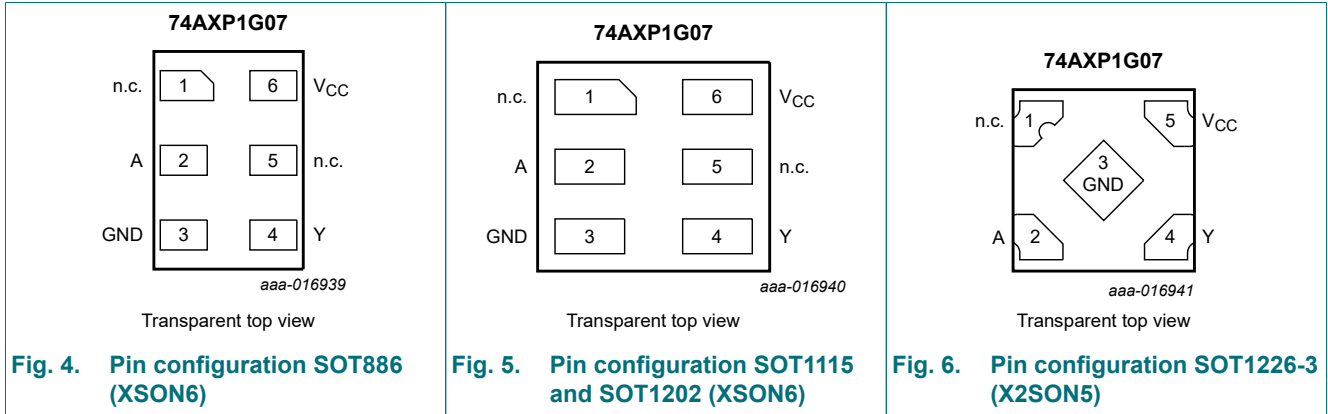 74AXP1G07
n.c. 1 6 VCC
A 2 5 n.c.
GND 3 4 Y
aaa-016939
Transparent top view
Fig. 4. Pin configuration SOT886
(XSON6)
74AXP1G07
n.c. 1 6 VCC
A 2 5 n.c.
GND 3 4 Y
aaa-016940
Transparent top view
Fig. 5. Pin configuration SOT1115
and SOT1202 (XSON6)
74AXP1G07
n.c. 1 5 VCC
3
GND
A 2 4 Y
aaa-016941
Transparent top view
Fig. 6. Pin configuration SOT1226-3
(X2SON5)